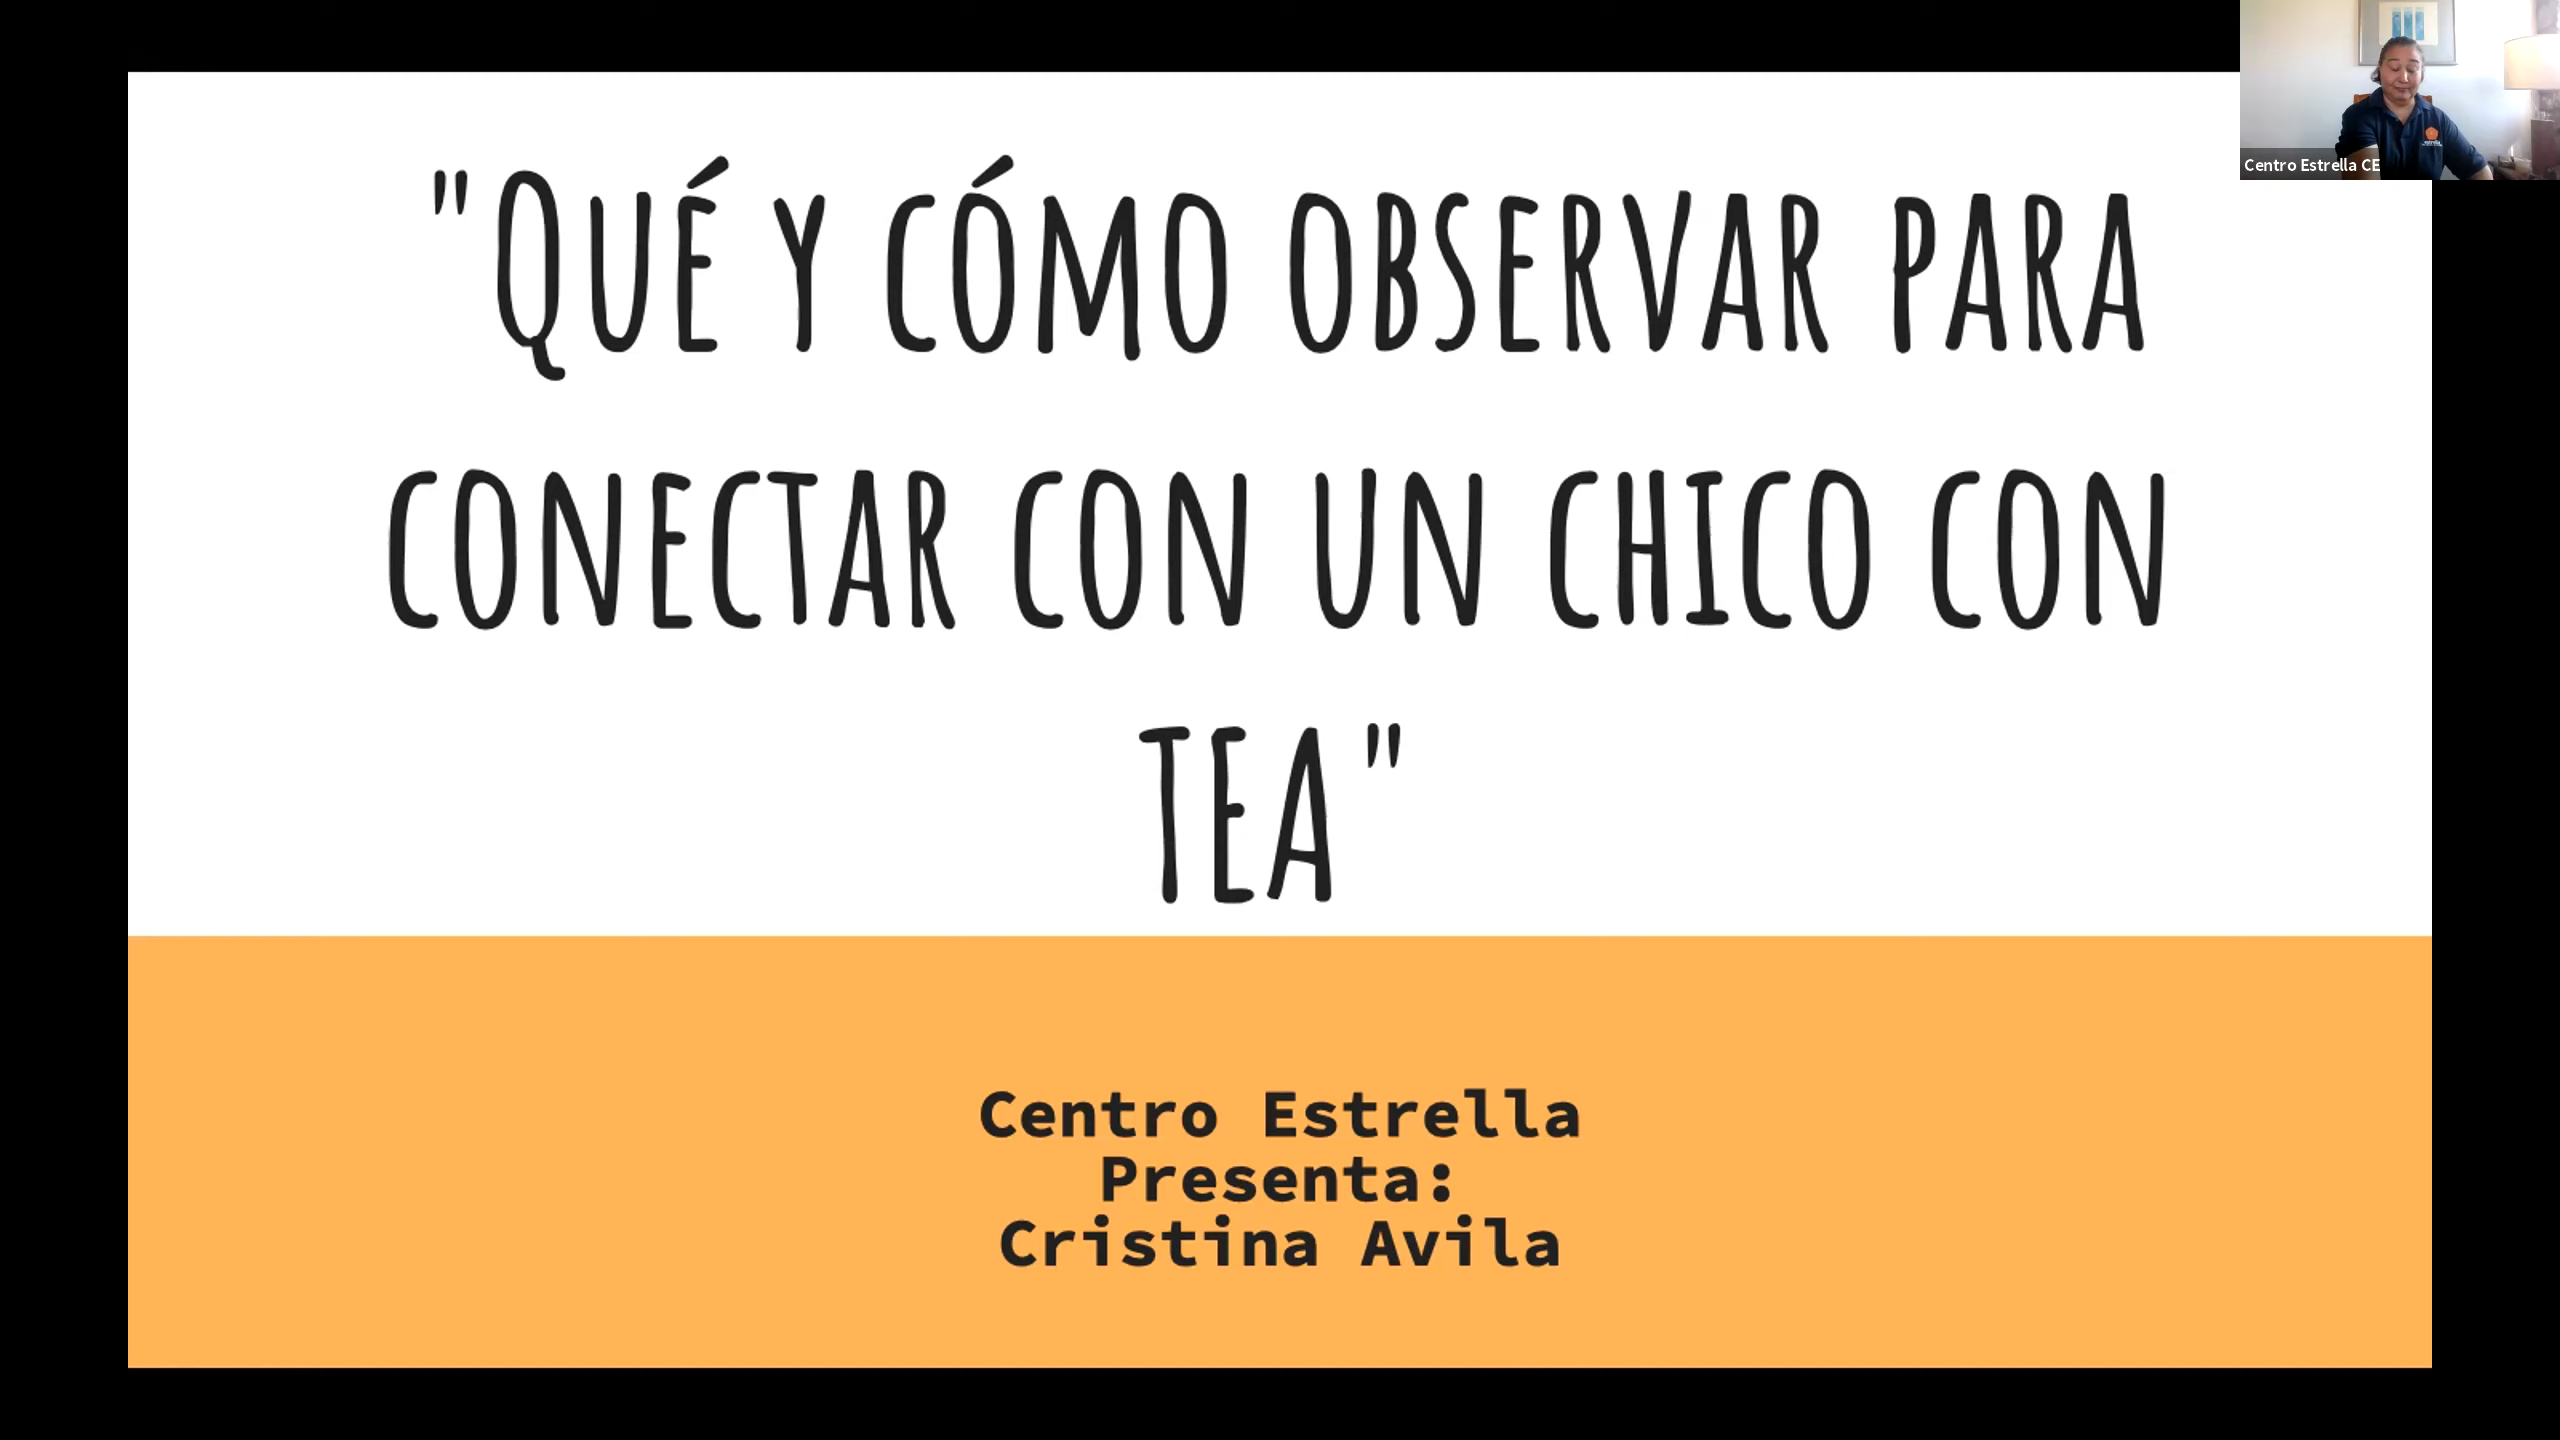 "Qué y cómo observar para
conectar con un chico con
TEA"
Centro Estrella
Presenta:
Cristina Avila
Centro Estrella CE